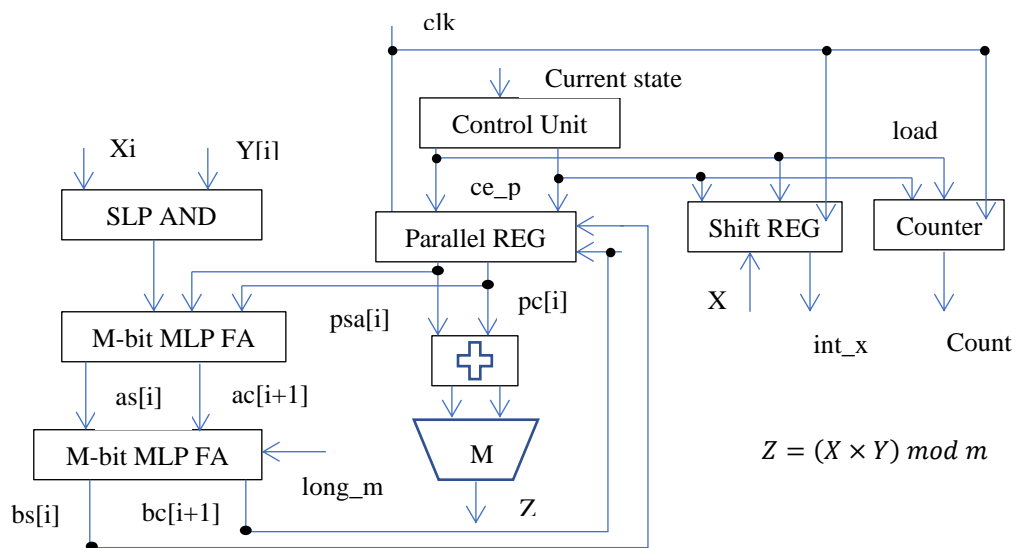 clk
Current state
Control Unit
load
Xi
Y[i]
ce_p
SLP AND
Parallel REG
Shift REG
Counter
X
psa[i]
pc[i]
int_x
Count
M-bit MLP FA
as[i]
ac[i+1]
M-bit MLP FA
M
Z = (X × Y) mod m
long_m
bs[i]
bc[i+1]
Z